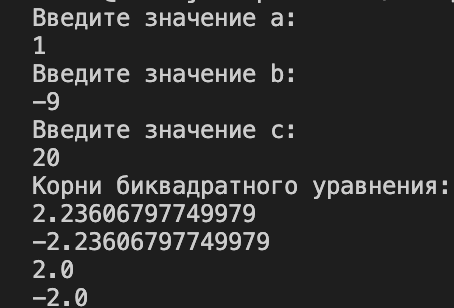 Введите значение a:
1
Введите значение b:
-9
Введите значение c:
20
Корни биквадратного уравнения:
2.23606797749979
-2.23606797749979
2.0
-2.0